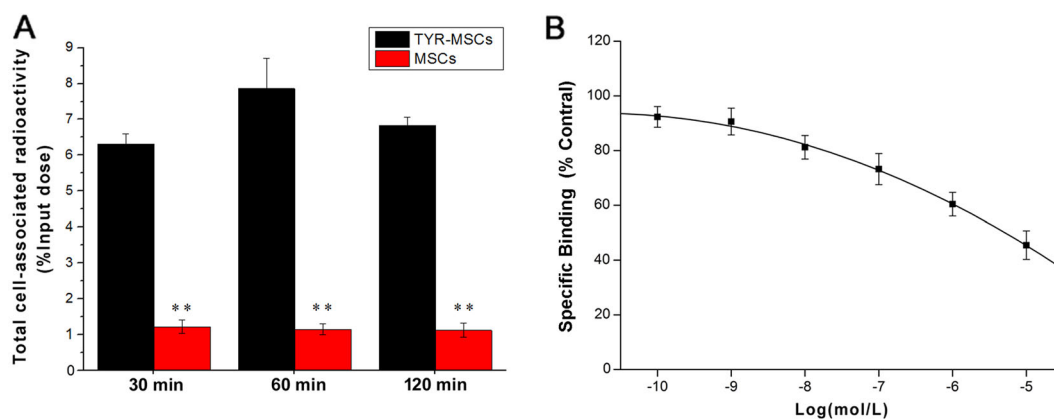 A
TYR-MSCs
MSCs
Total cell-associated radioactivity
(%Input dose)
9
8
7
6
5
4
3
2
1
0
**
**
**
30 min
60 min
120 min
B
Specific Binding (% Contral)
120
100
80
60
40
20
0
-10
-9
-8
-7
-6
-5
Log(mol/L)